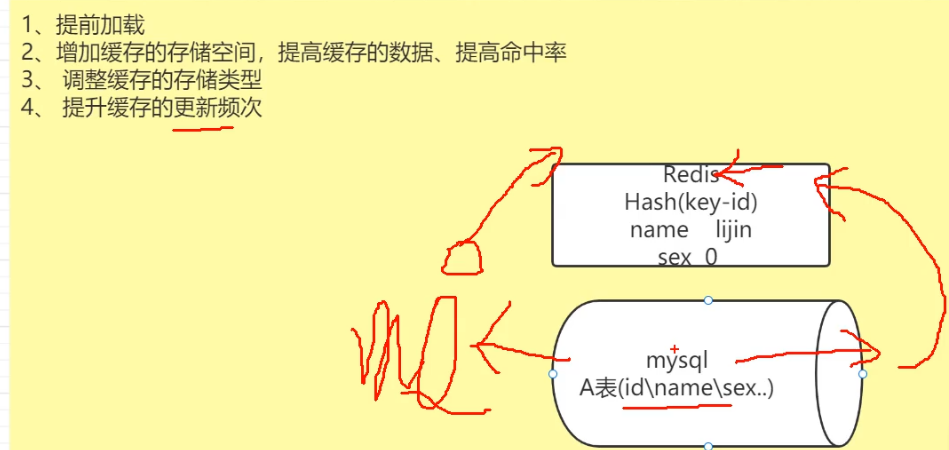 1、提前加载
2、增加缓存的存储空间，提高缓存的数据、提高命中率
3、 调整缓存的存储类型
4、 提升缓存的更新频次
Redis
Hash(key-id)
name lijin
sex 0
mysql
A表(id\name\sex..)